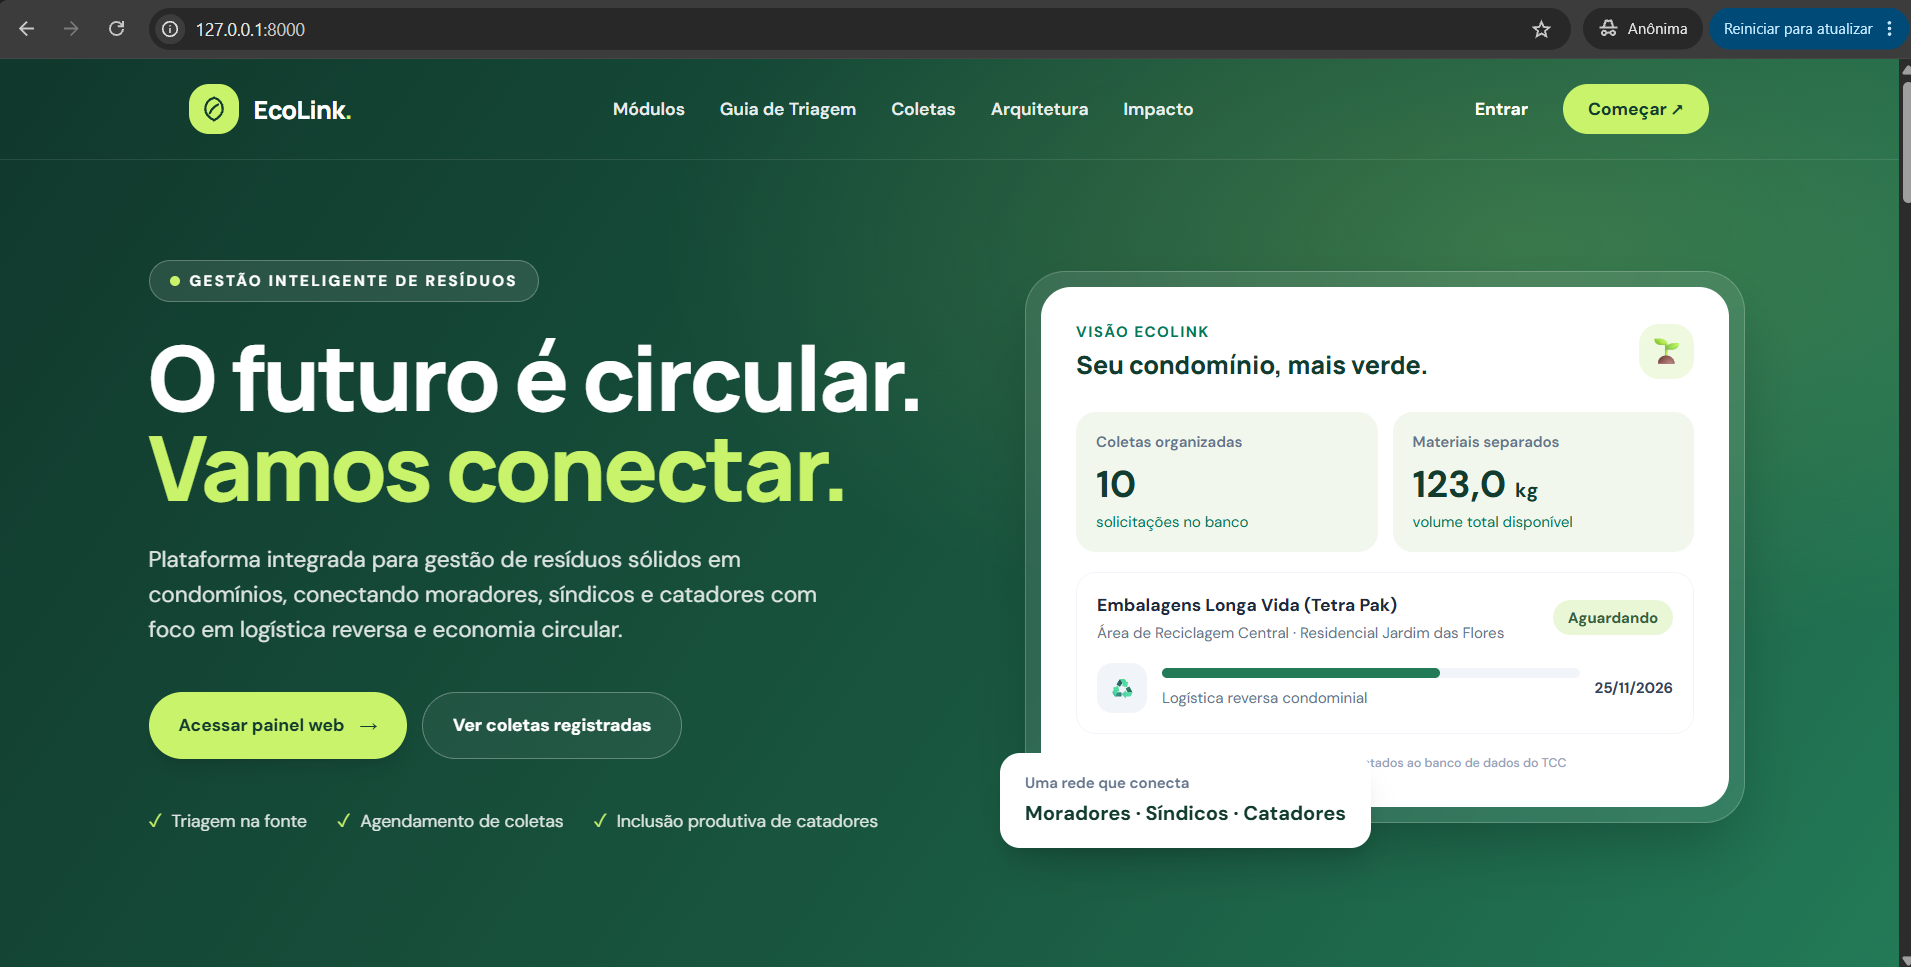 127.0.0.1:8000
Anônima
Reiniciar para atualizar
EcoLink.
Módulos
Guia de Triagem
Coletas
Arquitetura
Impacto
Entrar
Começar ↗
GESTÃO INTELIGENTE DE RESÍDUOS
O futuro é circular.
Vamos conectar.
Plataforma integrada para gestão de resíduos sólidos em
condomínios, conectando moradores, síndicos e catadores com
foco em logística reversa e economia circular.
Acessar painel web →
Ver coletas registradas
✓ Triagem na fonte
✓ Agendamento de coletas
✓ Inclusão produtiva de catadores
VISÃO ECOLINK
Seu condomínio, mais verde.
Coletas organizadas
10
solicitações no banco
Materiais separados
123,0 kg
volume total disponível
Embalagens Longa Vida (Tetra Pak)
Aguardando
Área de Reciclagem Central · Residencial Jardim das Flores
25/11/2026
Logística reversa condominial
ao banco de dados do TCC
Uma rede que conecta
Moradores · Síndicos · Catadores